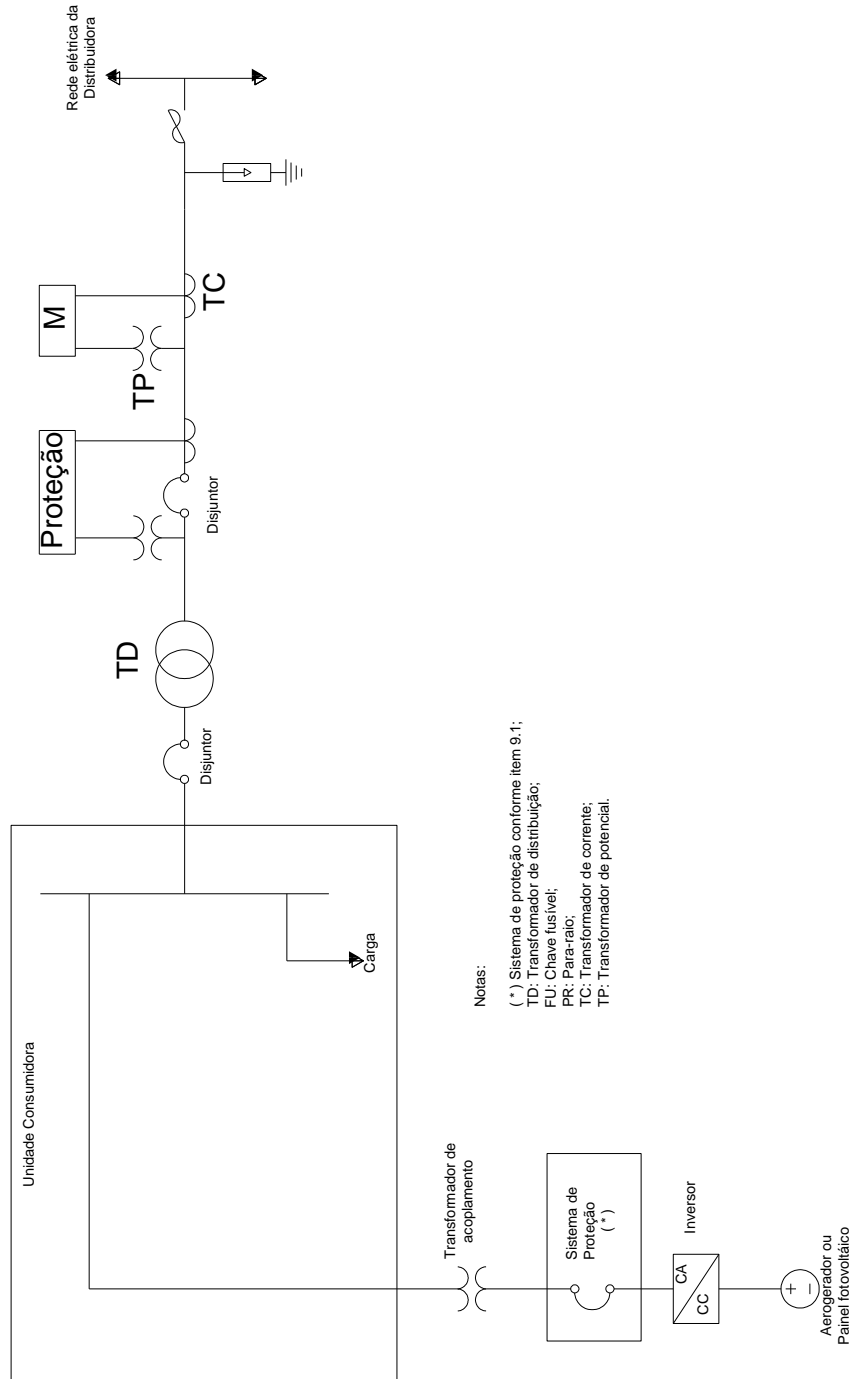 Rede elétrica da
Distribuidora
M
TC
TP
Proteção
Disjuntor
TD
Disjuntor
Unidade Consumidora
Carga
Notas:
( * ) Sistema de proteção conforme item 9.1;
TD: Transformador de distribuição;
FU: Chave fusível;
PR: Para-raio;
TC: Transformador de corrente;
TP: Transformador de potencial.
Transformador de
acoplamento
Sistema de
Proteção
( * )
Inversor
CA
CC
+
−
Aerogerador ou
Painel fotovoltáico